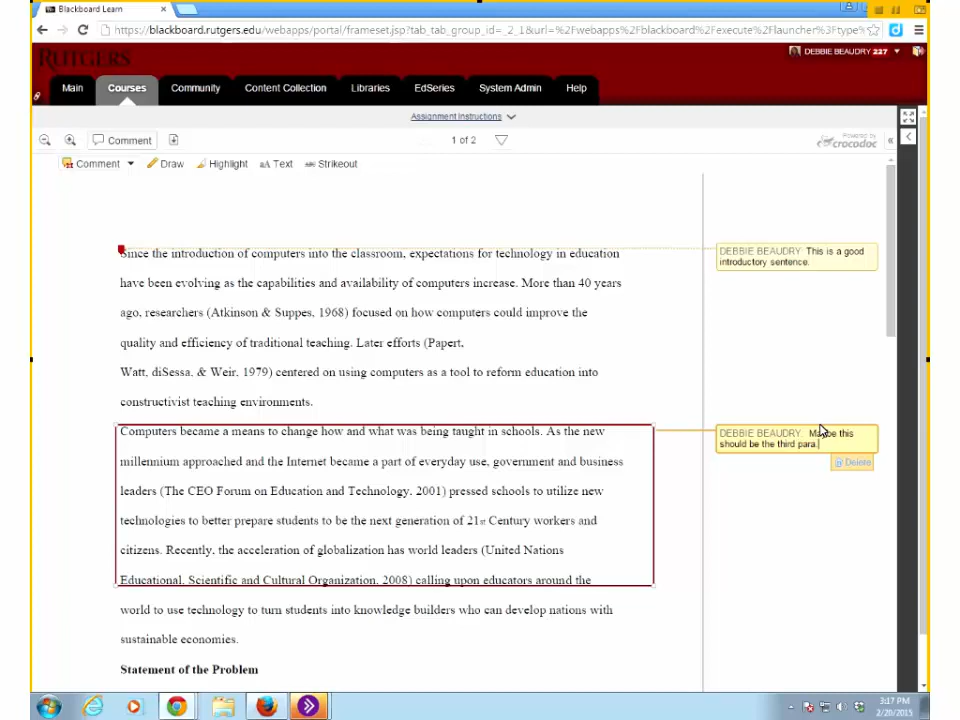 Blackboard Learn
https://blackboard.rutgers.edu/webapps/portal/frameset.jsp?tab_tab_group_id=_2_1&url=%2Fwebapps%2Fblackboard%2Fexecute%2Flauncher%3Ftype%
RUTGERS
DEBBIE BEAUDRY 227
Main Courses Community Content Collection Libraries EdSeries System Admin Help
Assignment Instructions
Comment 1 of 2 Powered by crocodoc
Comment Draw Highlight Text Strikeout
Since the introduction of computers into the classroom, expectations for technology in education
have been evolving as the capabilities and availability of computers increase. More than 40 years
ago, researchers (Atkinson & Suppes, 1968) focused on how computers could improve the
quality and efficiency of traditional teaching. Later efforts (Papert,
Watt, diSessa, & Weir, 1979) centered on using computers as a tool to reform education into
constructivist teaching environments.
Computers became a means to change how and what was being taught in schools. As the new
millennium approached and the Internet became a part of everyday use, government and business
leaders (The CEO Forum on Education and Technology, 2001) pressed schools to utilize new
technologies to better prepare students to be the next generation of 21st Century workers and
citizens. Recently, the acceleration of globalization has world leaders (United Nations
Educational, Scientific and Cultural Organization, 2008) calling upon educators around the
world to use technology to turn students into knowledge builders who can develop nations with
sustainable economies.
Statement of the Problem
DEBBIE BEAUDRY This is a good
introductory sentence.
DEBBIE BEAUDRY Maybe this
should be the third para.
Delete
3:17 PM
2/20/2015